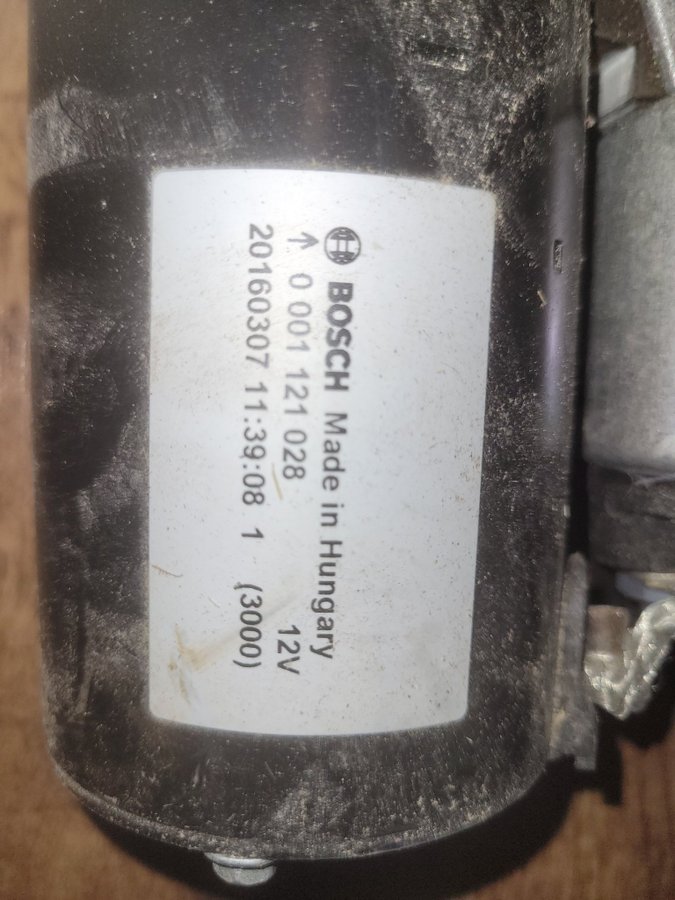 BOSCH Made in Hungary
↑ 0 001 121 028 12V
20160307 11:39:08 1 (3000)